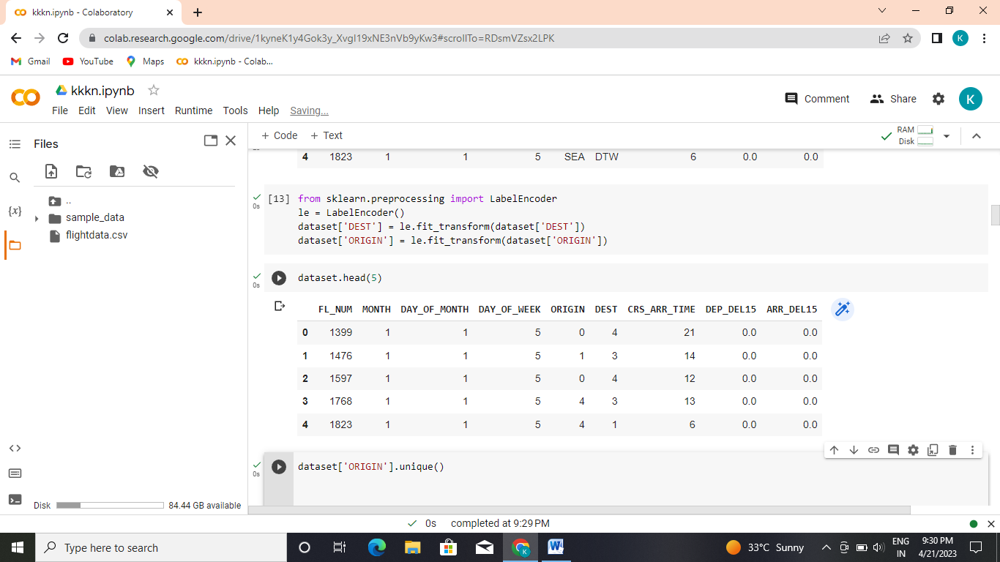 kkkn.ipynb - Colaboratory
colab.research.google.com/drive/1kyneK1y4Gok3y_Xvgl19xNE3nVb9yKw3#scrollTo=RDsmVZsx2LPK
K
Gmail YouTube Maps kkkn.ipynb - Colab...
kkkn.ipynb
File Edit View Insert Runtime Tools Help Saving...
Comment Share K
Files
+ Code + Text
RAM
Disk
..
sample_data
flightdata.csv
{x}
4 1823 1 1 5 SEA DTW 6 0.0 0.0
0s
[13] from sklearn.preprocessing import LabelEncoder
le = LabelEncoder()
dataset['DEST'] = le.fit_transform(dataset['DEST'])
dataset['ORIGIN'] = le.fit_transform(dataset['ORIGIN'])
0s
dataset.head(5)
FL_NUM MONTH DAY_OF_MONTH DAY_OF_WEEK ORIGIN DEST CRS_ARR_TIME DEP_DEL15 ARR_DEL15
0 1399 1 1 5 0 4 21 0.0 0.0
1 1476 1 1 5 1 3 14 0.0 0.0
2 1597 1 1 5 0 4 12 0.0 0.0
3 1768 1 1 5 4 3 13 0.0 0.0
4 1823 1 1 5 4 1 6 0.0 0.0
0s
dataset['ORIGIN'].unique()
Disk 84.44 GB available
0s completed at 9:29 PM
Type here to search
33°C Sunny
ENG
IN
9:30 PM
4/21/2023